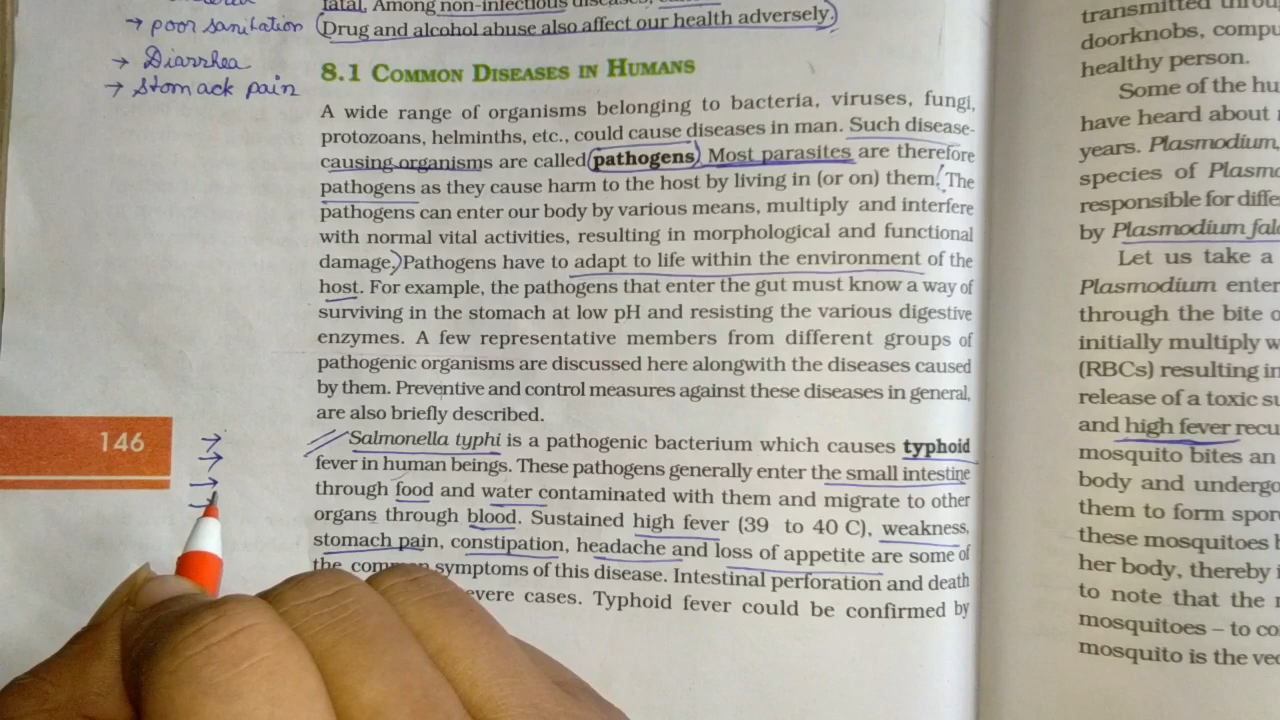 → poor sanitation
→ Diarrhea
→ Stomack pain
fatal. Among non-infectious diseases,
Drug and alcohol abuse also affect our health adversely.
8.1 COMMON DISEASES IN HUMANS
A wide range of organisms belonging to bacteria, viruses, fungi,
protozoans, helminths, etc., could cause diseases in man. Such disease-
causing organisms are called pathogens. Most parasites are therefore
pathogens as they cause harm to the host by living in (or on) them. The
pathogens can enter our body by various means, multiply and interfere
with normal vital activities, resulting in morphological and functional
damage. Pathogens have to adapt to life within the environment of the
host. For example, the pathogens that enter the gut must know a way of
surviving in the stomach at low pH and resisting the various digestive
enzymes. A few representative members from different groups of
pathogenic organisms are discussed here alongwith the diseases caused
by them. Preventive and control measures against these diseases in general,
are also briefly described.
146
→
→
→
Salmonella typhi is a pathogenic bacterium which causes typhoid
fever in human beings. These pathogens generally enter the small intestine
through food and water contaminated with them and migrate to other
organs through blood. Sustained high fever (39 to 40 C), weakness,
stomach pain, constipation, headache and loss of appetite are some of
the common symptoms of this disease. Intestinal perforation and death
severe cases. Typhoid fever could be confirmed by
transmitted
doorknobs,
healthy person.
Some of the
have heard about
years. Plasmodium,
species of
responsible for
by Plasmodium
Let us take a
Plasmodium
through the bite
initially multiply
(RBCs) resulting
release of a toxic
and high fever
mosquito bites an
body and
them to form
these mosquitoes
her body, thereby
to note that the
mosquitoes – to
mosquito is the